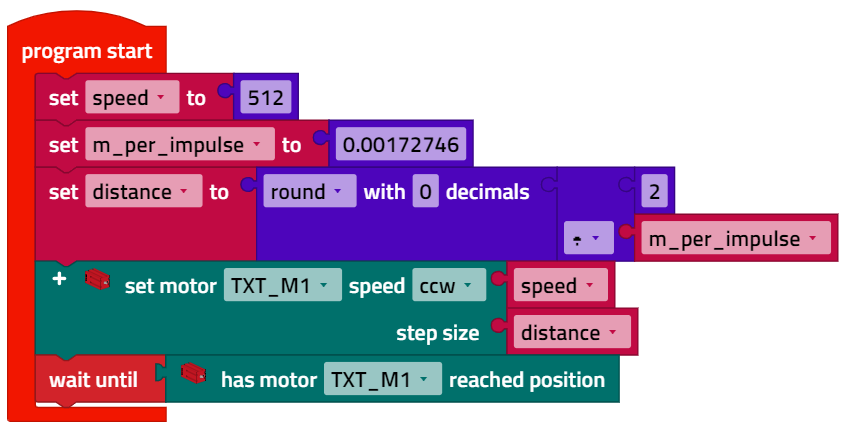 program start
set speed to 512
set m_per_impulse to 0.00172746
set distance to round with 0 decimals 2
÷ m_per_impulse
+ set motor TXT_M1 speed ccw speed
step size distance
wait until has motor TXT_M1 reached position